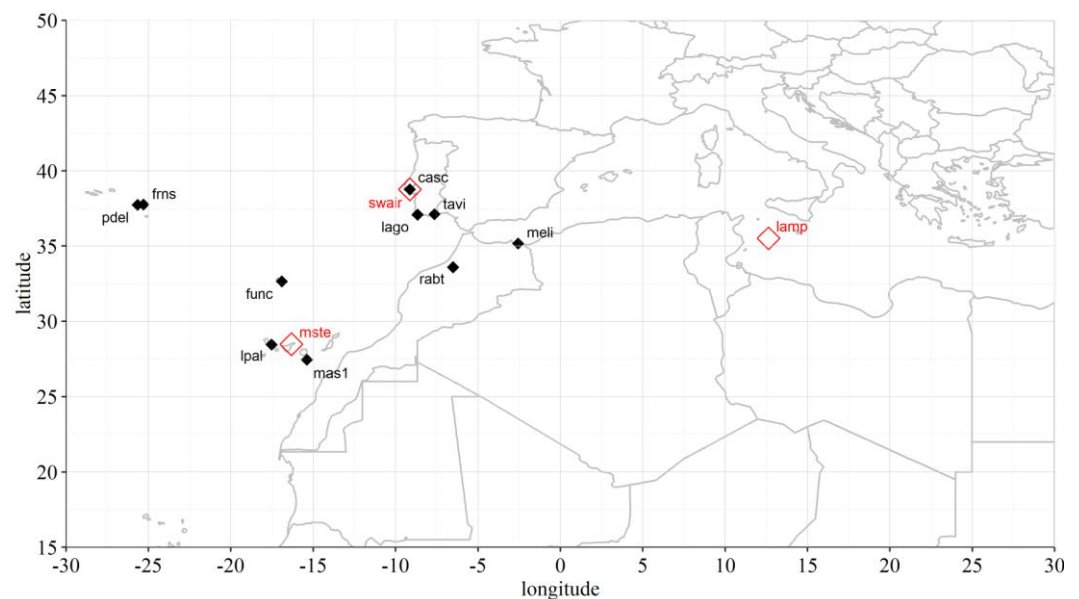 50
45
40
35
30
25
20
15
latitude
casc
frns
swair
tavi
pdel
lago
lamp
meli
rabt
func
mste
lpal
mas1
-30 -25 -20 -15 -10 -5 0 5 10 15 20 25 30
longitude